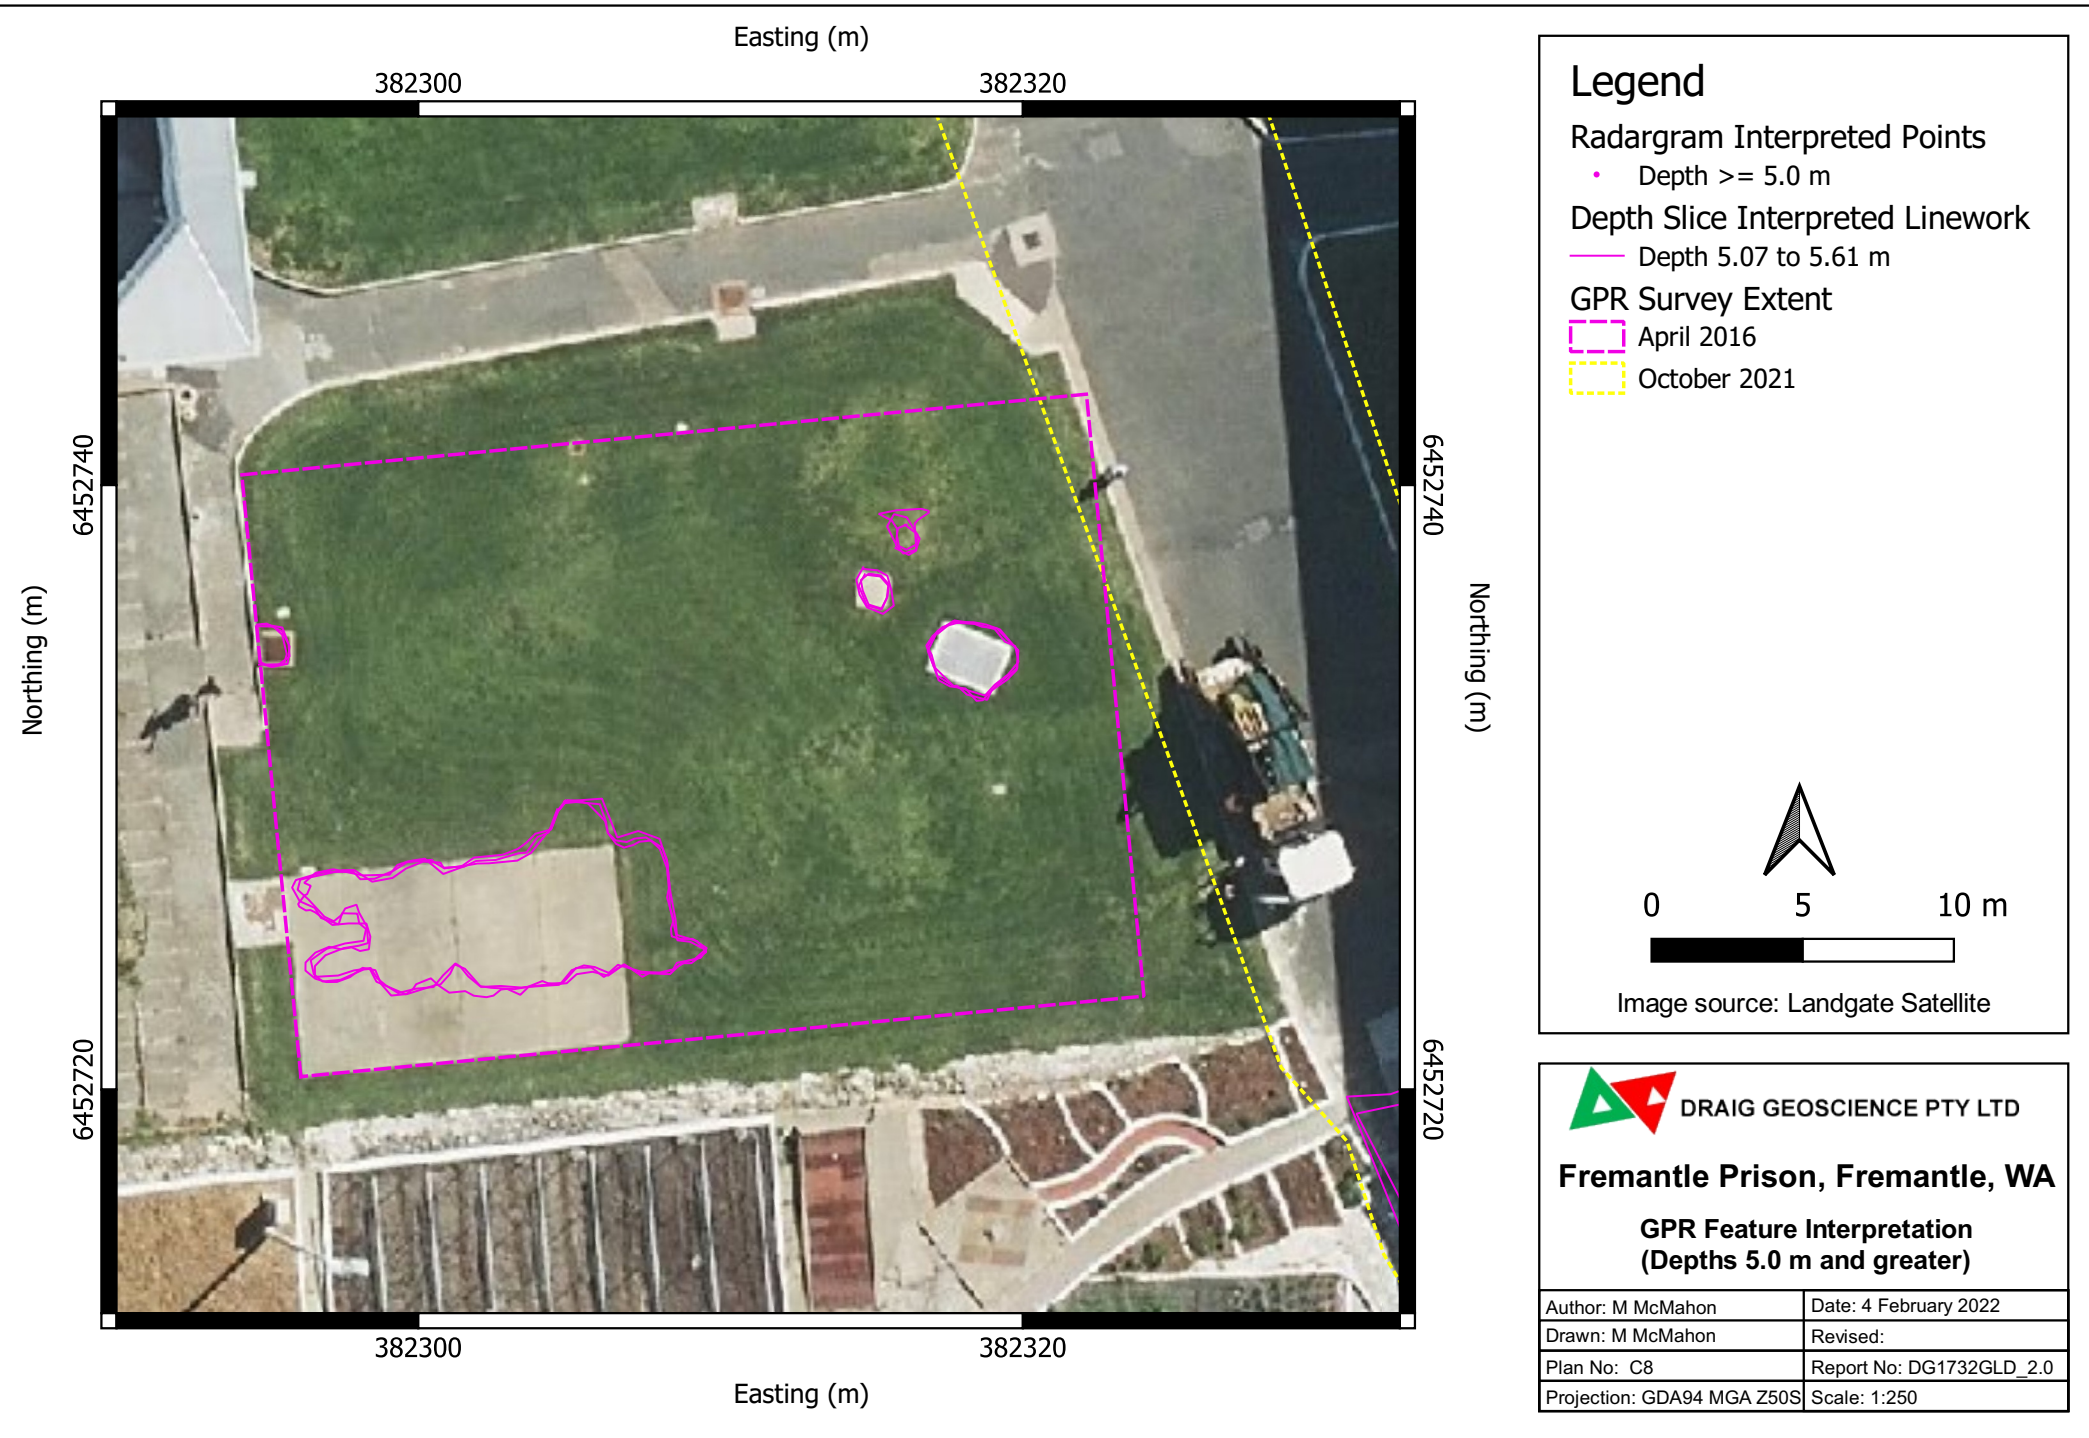 Easting (m)
382300
382320
6452740
6452740
Northing (m)
Northing (m)
6452720
6452720
382300
382320
Easting (m)
Legend
Radargram Interpreted Points
Depth >= 5.0 m
Depth Slice Interpreted Linework
Depth 5.07 to 5.61 m
GPR Survey Extent
April 2016
October 2021
0 5 10 m
Image source: Landgate Satellite
DRAIG GEOSCIENCE PTY LTD
Fremantle Prison, Fremantle, WA
GPR Feature Interpretation
(Depths 5.0 m and greater)
Author: M McMahon
Date: 4 February 2022
Drawn: M McMahon
Revised:
Plan No: C8
Report No: DG1732GLD_2.0
Projection: GDA94 MGA Z50S
Scale: 1:250